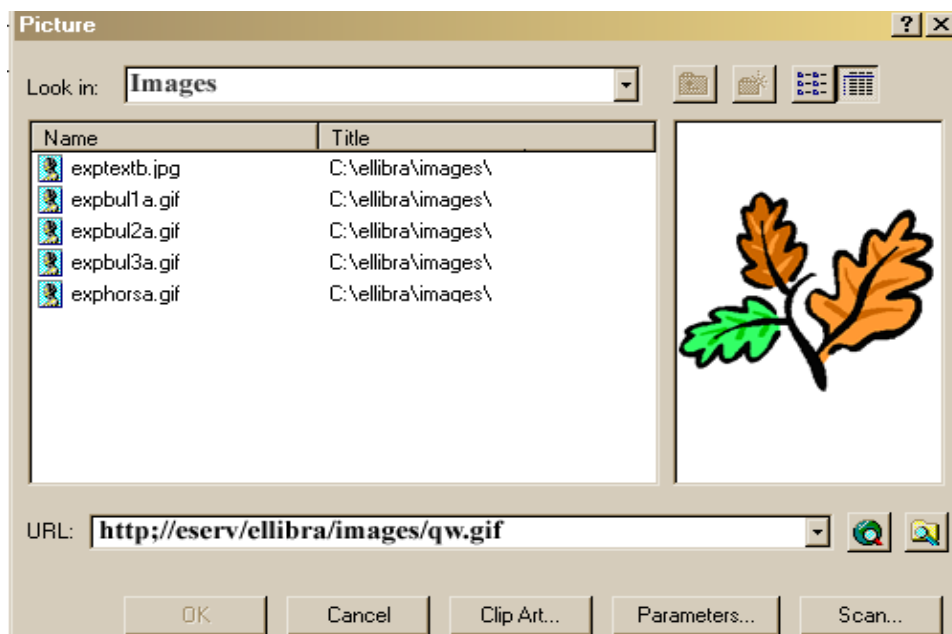 Picture ? ×
Look in: Images
Name Title
exptextb.jpg C:\ellibra\images\
expbul1a.gif C:\ellibra\images\
expbul2a.gif C:\ellibra\images\
expbul3a.gif C:\ellibra\images\
exphorsa.gif C:\ellibra\images\
URL: http;//eserv/ellibra/images/qw.gif
OK Cancel Clip Art... Parameters... Scan...